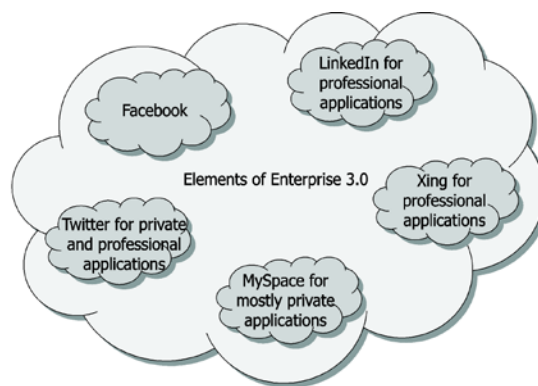 LinkedIn for
professional
applications
Facebook
Elements of Enterprise 3.0
Xing for
professional
applications
Twitter for private
and professional
applications
MySpace for
mostly private
applications